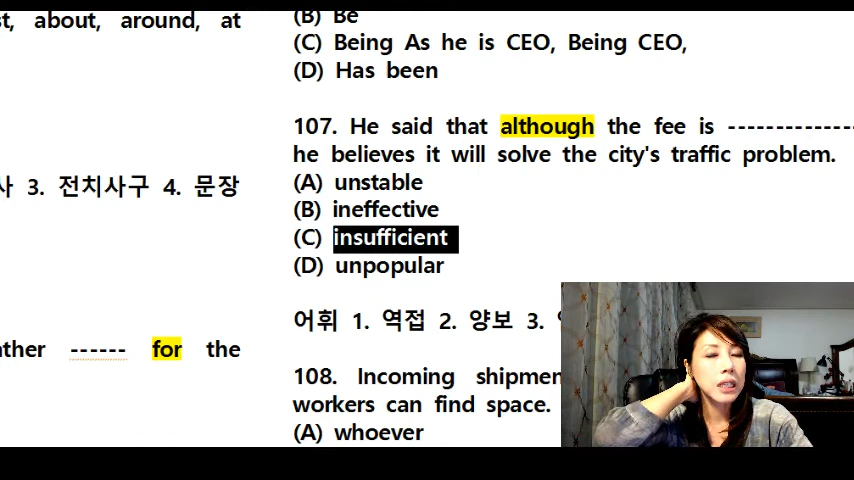 t, about, around, at
사 3. 전치사구 4. 문장
ather ------ for the
(B) Be
(C) Being As he is CEO, Being CEO,
(D) Has been
107. He said that although the fee is --------------
he believes it will solve the city's traffic problem.
(A) unstable
(B) ineffective
(C) insufficient
(D) unpopular
어휘 1. 역접 2. 양보 3.
108. Incoming shipmen
workers can find space.
(A) whoever